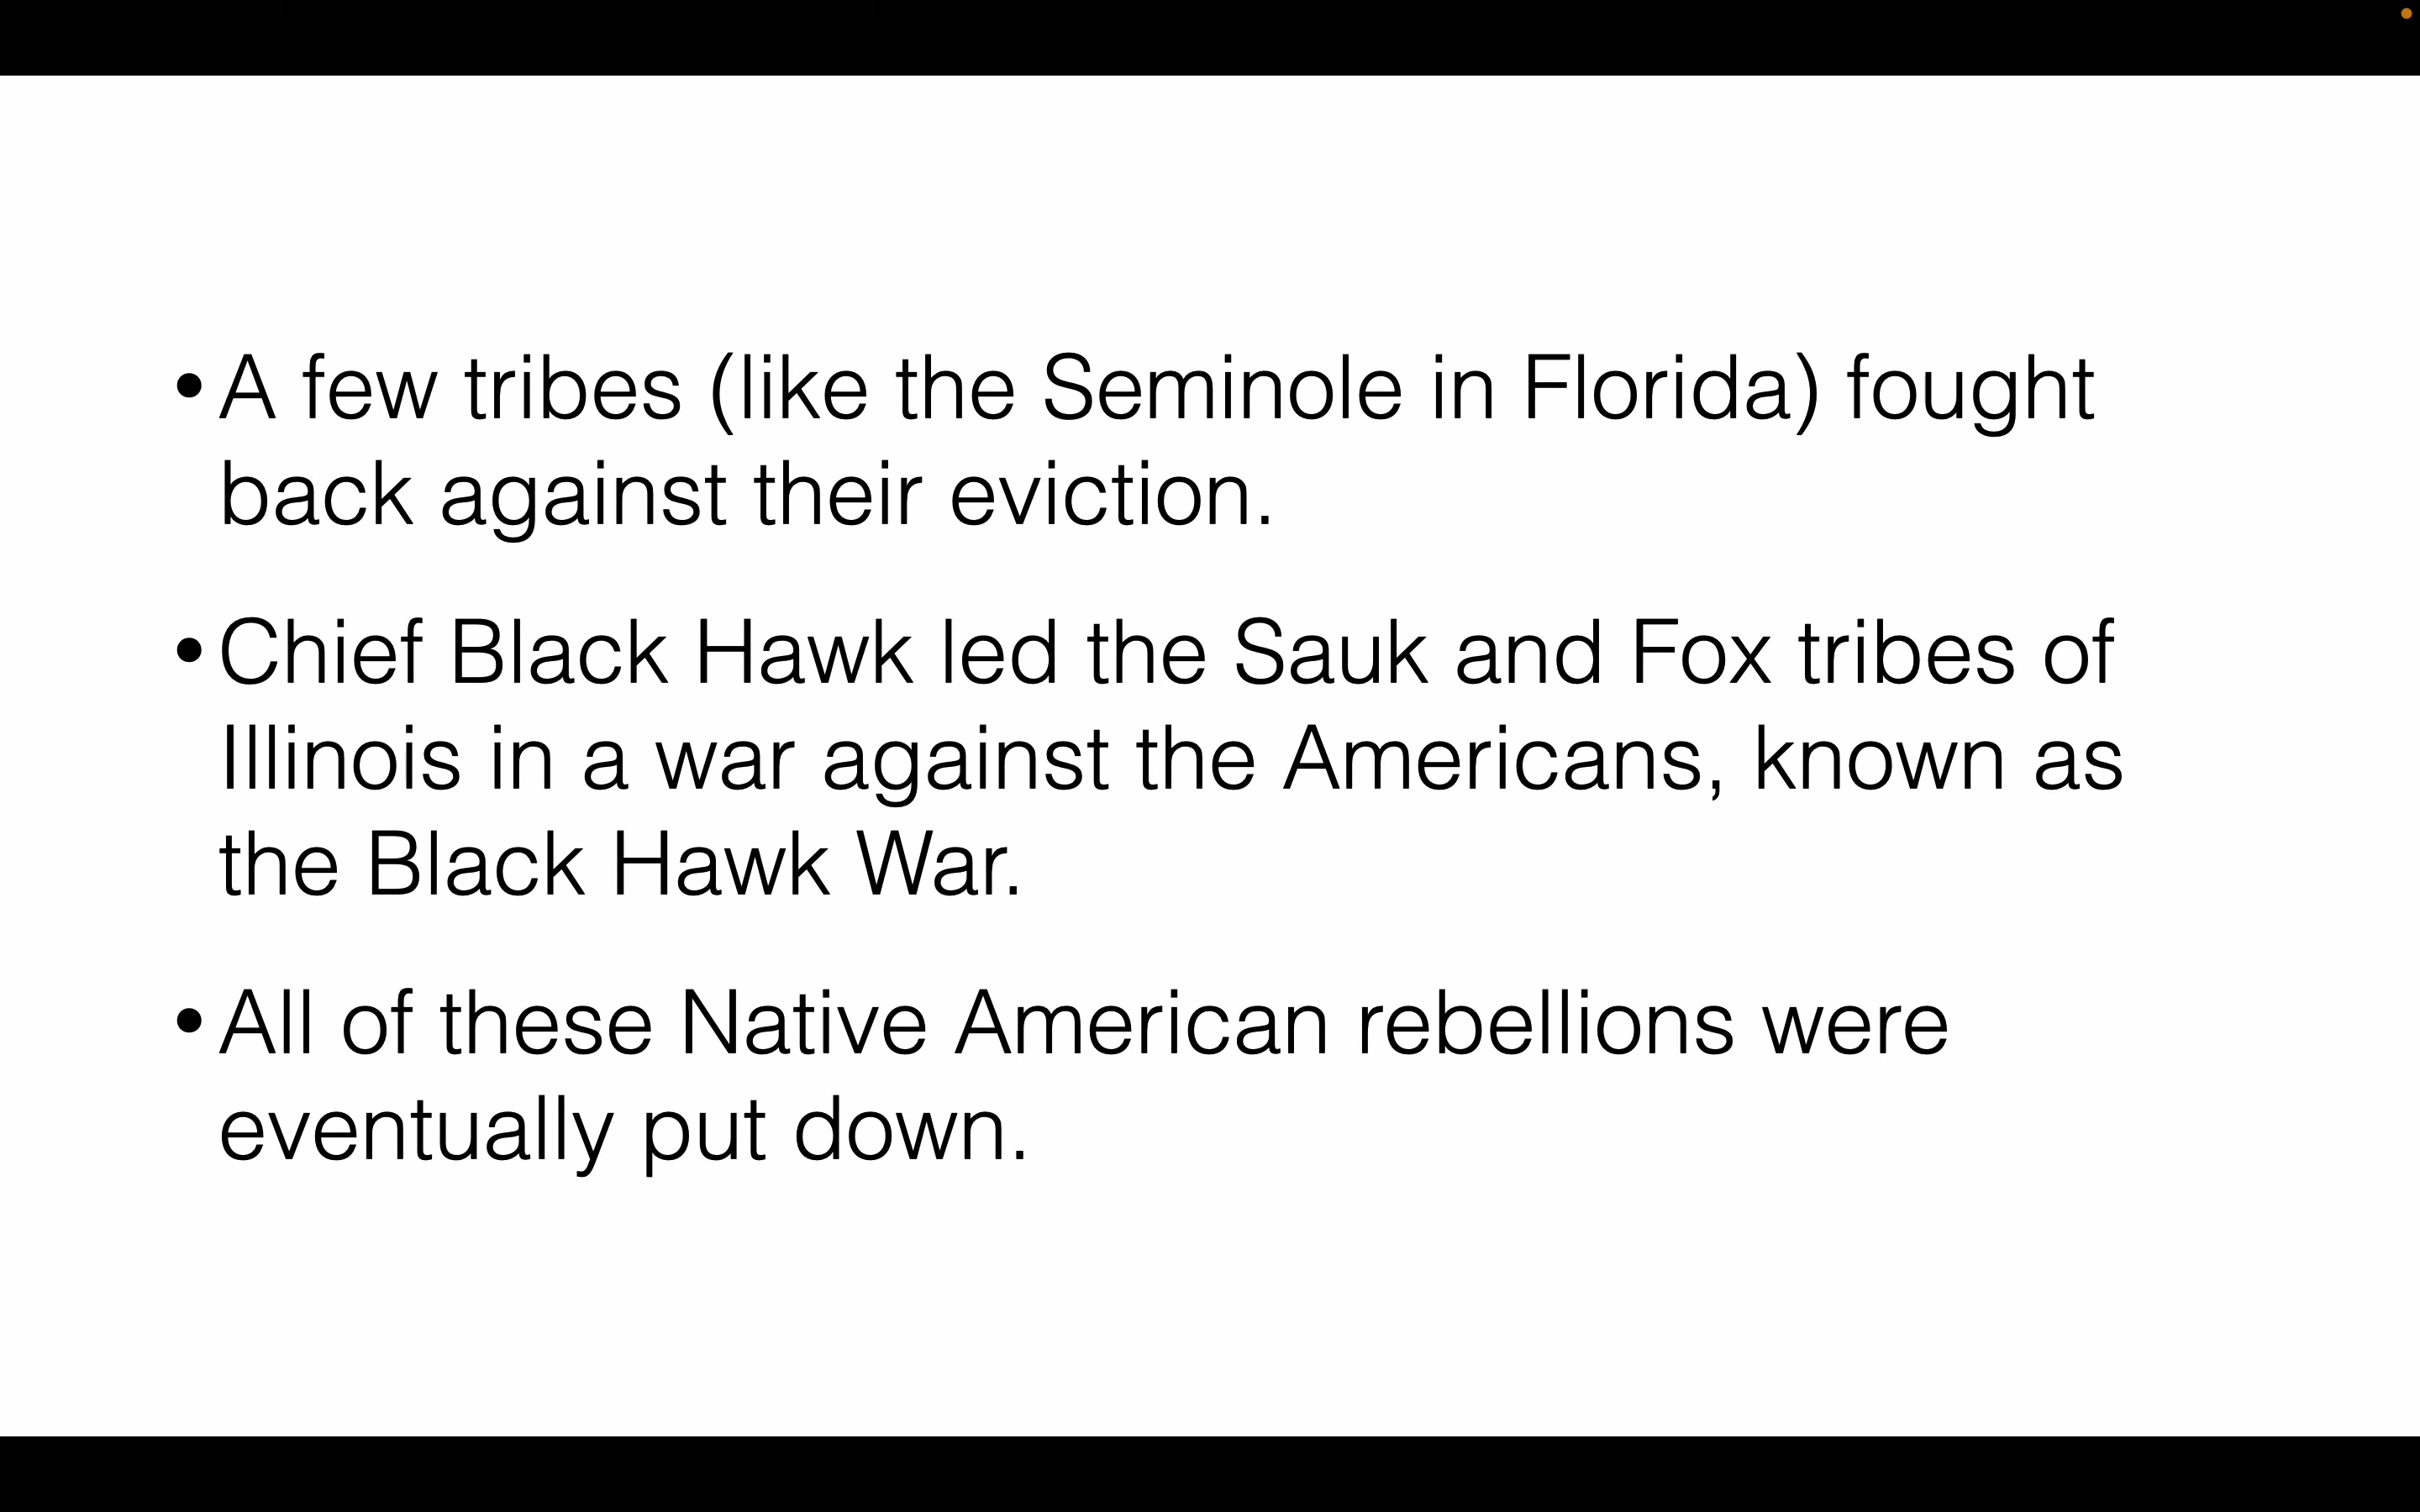 • A few tribes (like the Seminole in Florida) fought
back against their eviction.
• Chief Black Hawk led the Sauk and Fox tribes of
Illinois in a war against the Americans, known as
the Black Hawk War.
• All of these Native American rebellions were
eventually put down.